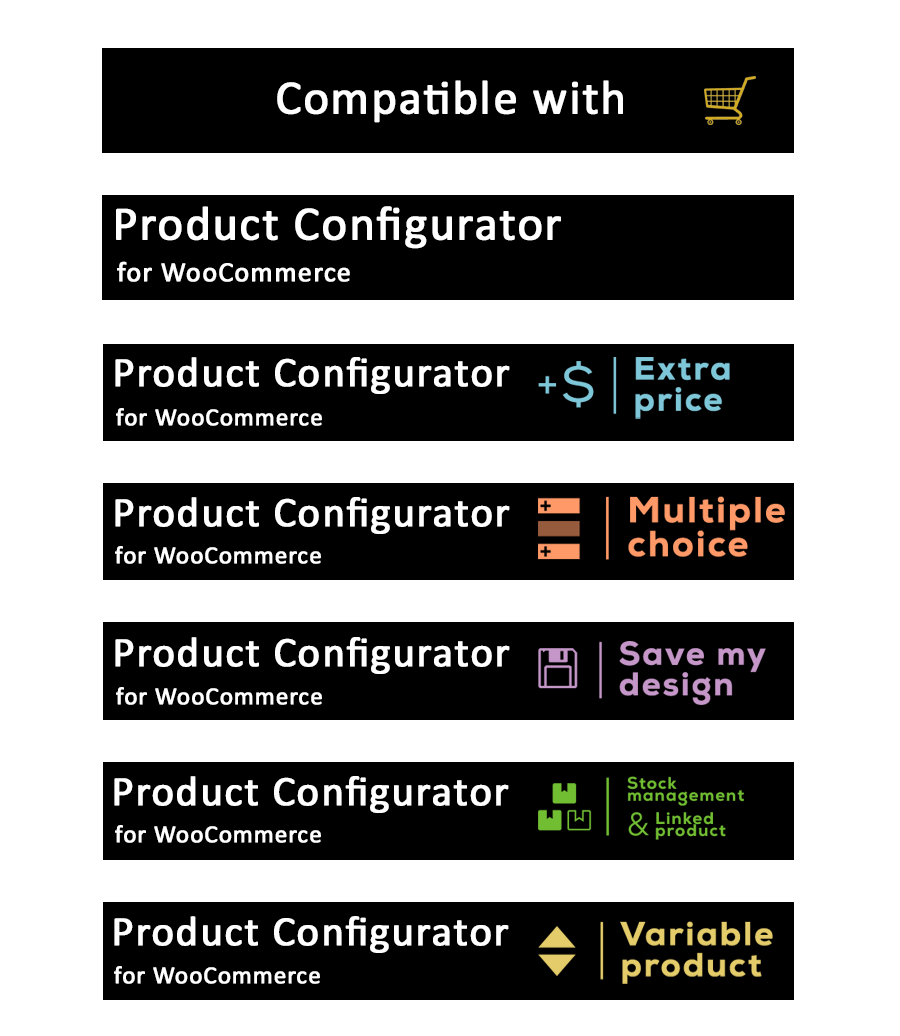 Compatible with
Product Configurator
for WooCommerce
Product Configurator
for WooCommerce
+$
Extra
price
Product Configurator
for WooCommerce
Multiple
choice
Product Configurator
for WooCommerce
Save my
design
Product Configurator
for WooCommerce
Stock
management
& Linked
product
Product Configurator
for WooCommerce
Variable
product